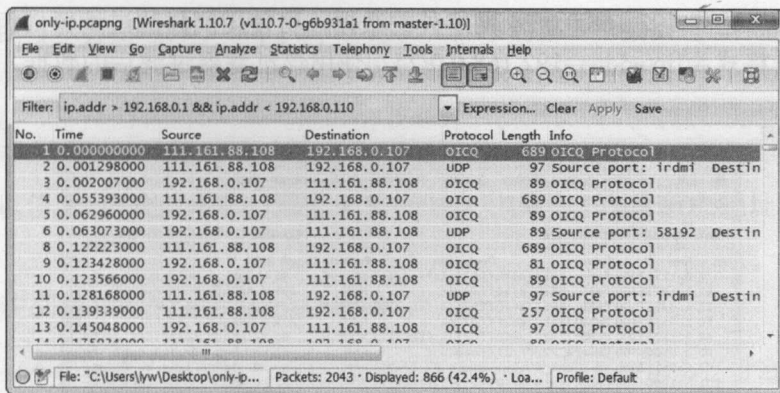 only-ip.pcapng [Wireshark 1.10.7 (v1.10.7-0-g6b931a1 from master-1.10)]
File Edit View Go Capture Analyze Statistics Telephony Tools Internals Help
Filter: ip.addr > 192.168.0.1 && ip.addr < 192.168.0.110 Expression... Clear Apply Save
No. Time Source Destination Protocol Length Info
1 0.000000000 111.161.88.108 192.168.0.107 OICQ 689 OICQ Protocol
2 0.001298000 111.161.88.108 192.168.0.107 UDP 97 Source port: irdmi Destin
3 0.002007000 192.168.0.107 111.161.88.108 OICQ 89 OICQ Protocol
4 0.055393000 111.161.88.108 192.168.0.107 OICQ 689 OICQ Protocol
5 0.062960000 192.168.0.107 111.161.88.108 OICQ 89 OICQ Protocol
6 0.063073000 192.168.0.107 111.161.88.108 UDP 89 Source port: 58192 Destin
8 0.122223000 111.161.88.108 192.168.0.107 OICQ 689 OICQ Protocol
9 0.123428000 192.168.0.107 111.161.88.108 OICQ 81 OICQ Protocol
10 0.123566000 192.168.0.107 111.161.88.108 OICQ 89 OICQ Protocol
11 0.128168000 111.161.88.108 192.168.0.107 UDP 97 Source port: irdmi Destin
12 0.139339000 111.161.88.108 192.168.0.107 OICQ 257 OICQ Protocol
13 0.145048000 192.168.0.107 111.161.88.108 OICQ 97 OICQ Protocol
File: "C:\Users\lyw\Desktop\only-ip... Packets: 2043 · Displayed: 866 (42.4%) · Loa... Profile: Default